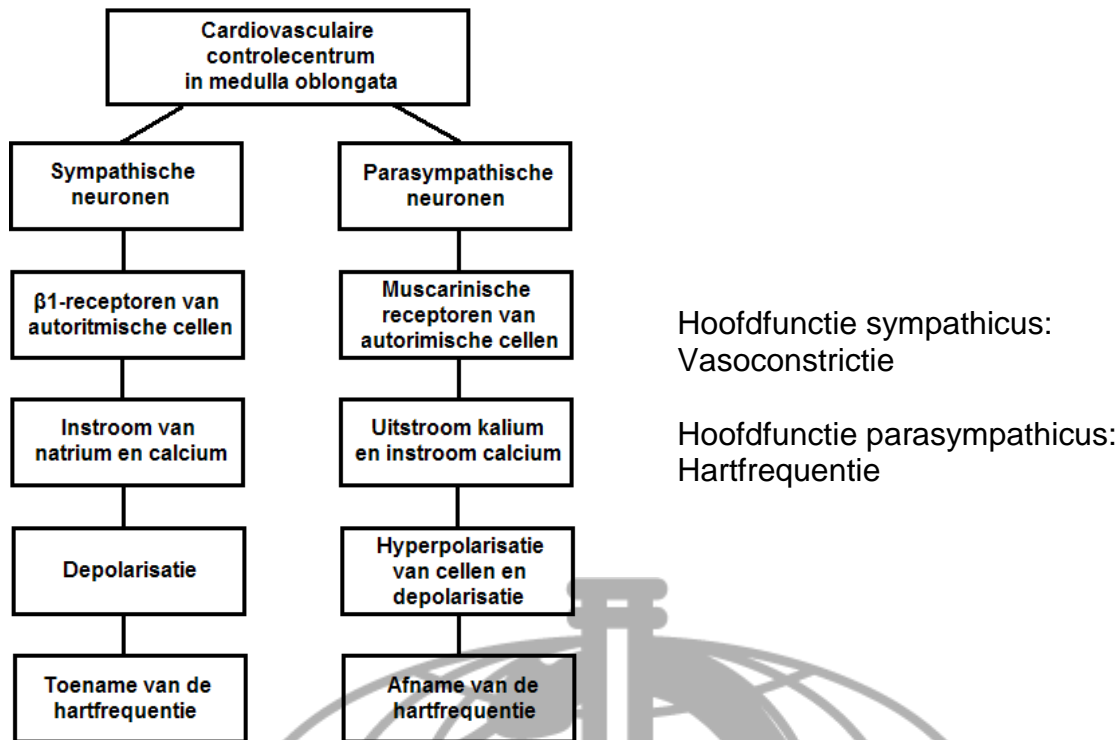 Cardiovasculaire
controlecentrum
in medulla oblongata
Sympathische
neuronen
Parasympathische
neuronen
β1-receptoren van
autoritmische cellen
Muscarinische
receptoren van
autorimische cellen
Instroom van
natrium en calcium
Uitstroom kalium
en instroom calcium
Depolarisatie
Hyperpolarisatie
van cellen en
depolarisatie
Toename van de
hartfrequentie
Afname van de
hartfrequentie
Hoofdfunctie sympathicus:
Vasoconstrictie
Hoofdfunctie parasympathicus:
Hartfrequentie